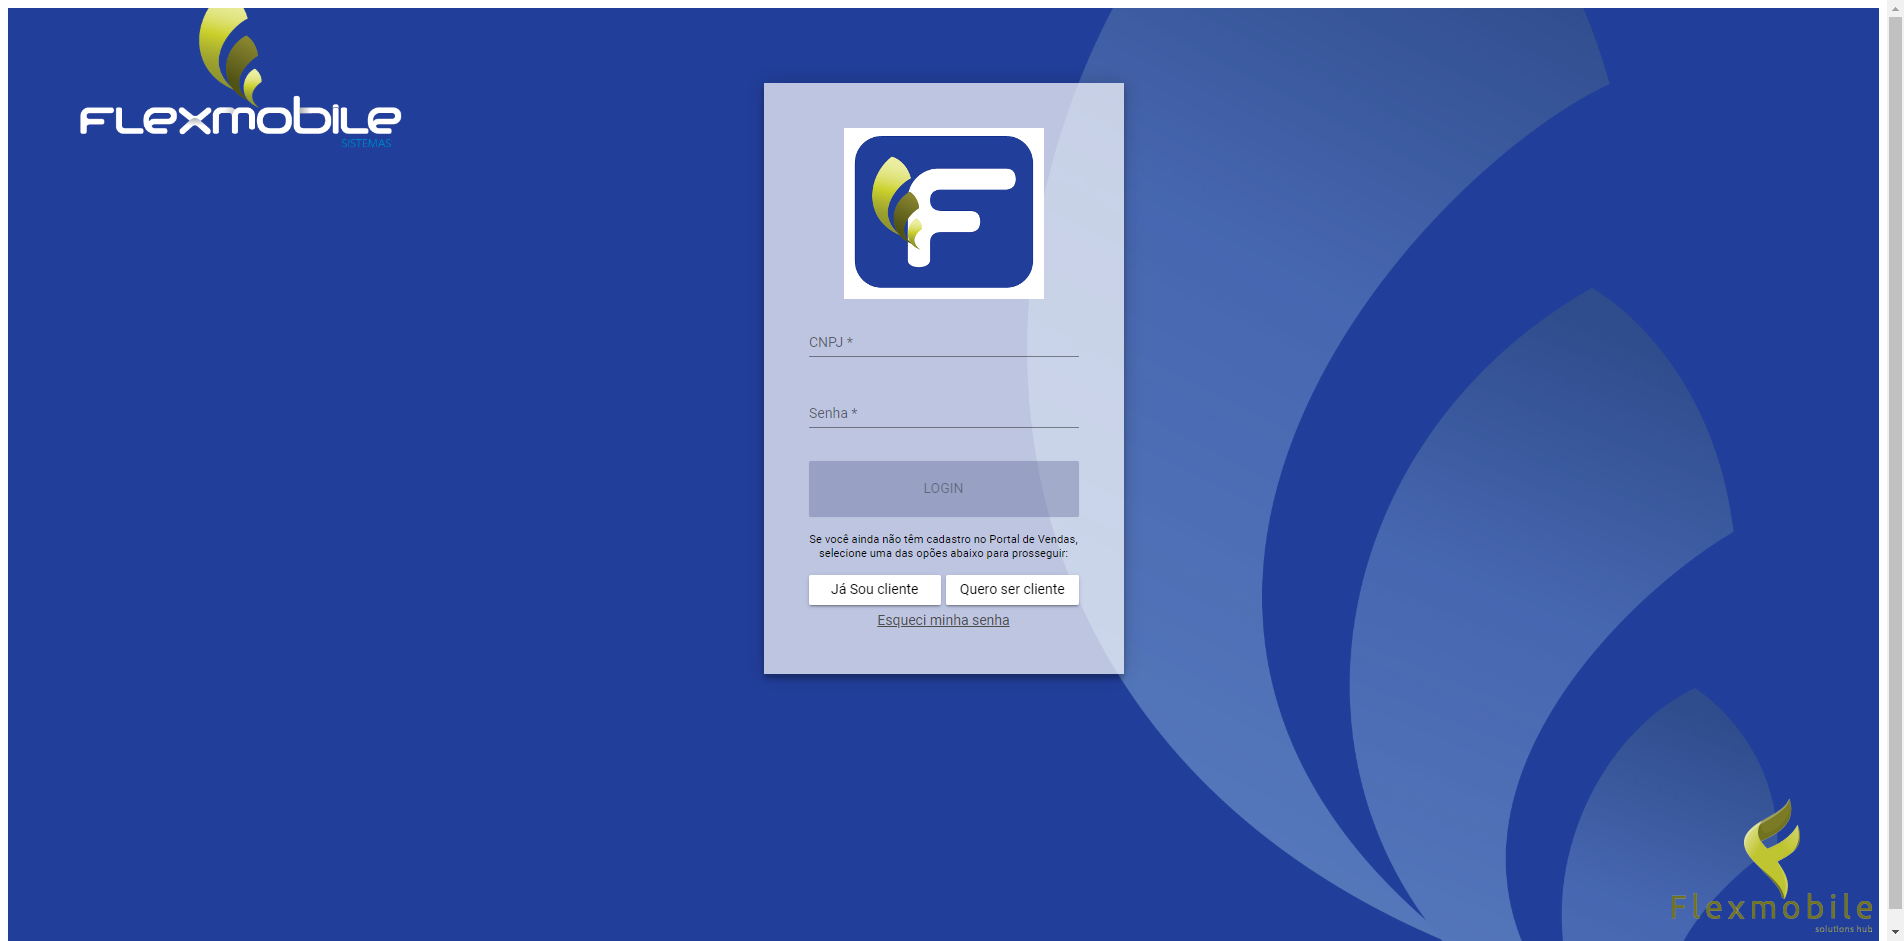 FLEXMOBILE
SISTEMAS
F
CNPJ *
Senha *
LOGIN
Se você ainda não têm cadastro no Portal de Vendas,
selecione uma das opões abaixo para prosseguir:
Já Sou cliente
Quero ser cliente
Esqueci minha senha
Flexmobile
solutions hub